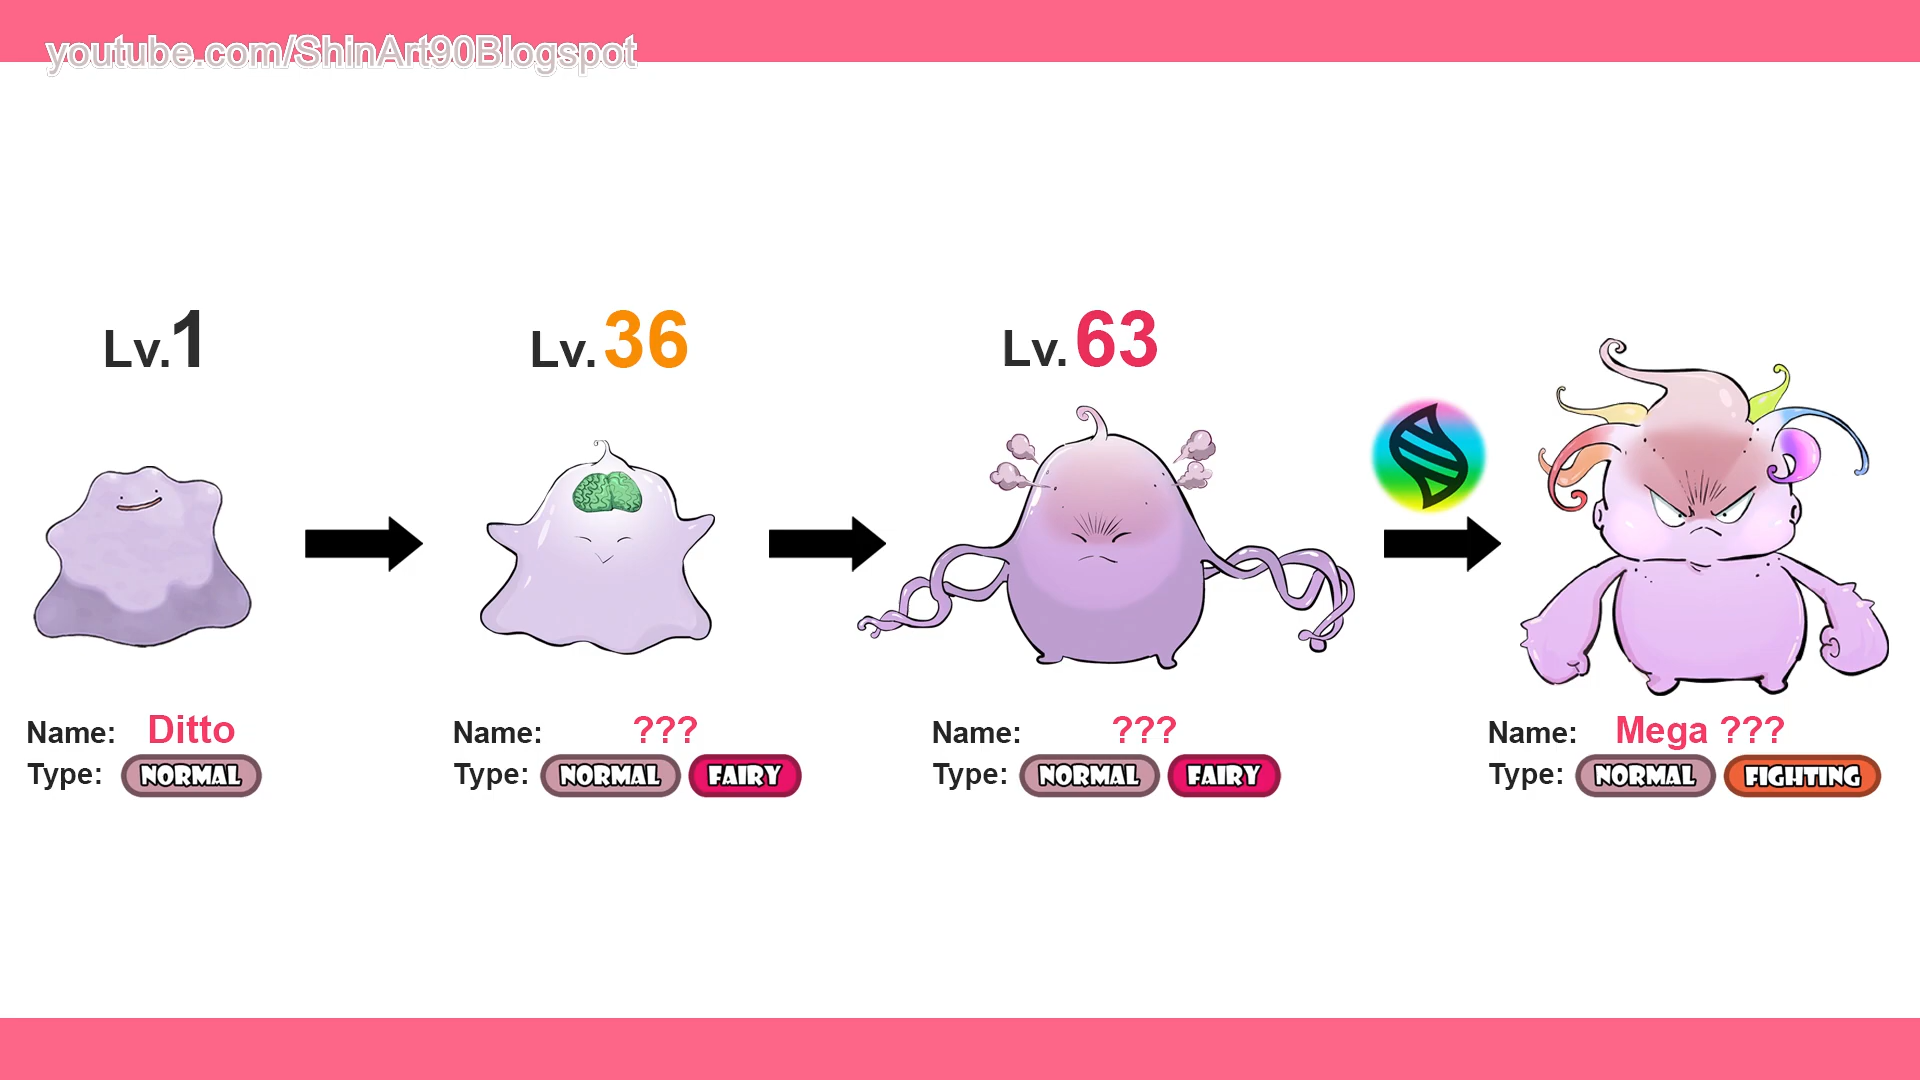 youtube.com/ShinArt90Blogspot
Lv.1
Lv.36
Lv.63
Name: Ditto
Type: NORMAL
Name: ???
Type: NORMAL FAIRY
Name: ???
Type: NORMAL FAIRY
Name: Mega ???
Type: NORMAL FIGHTING